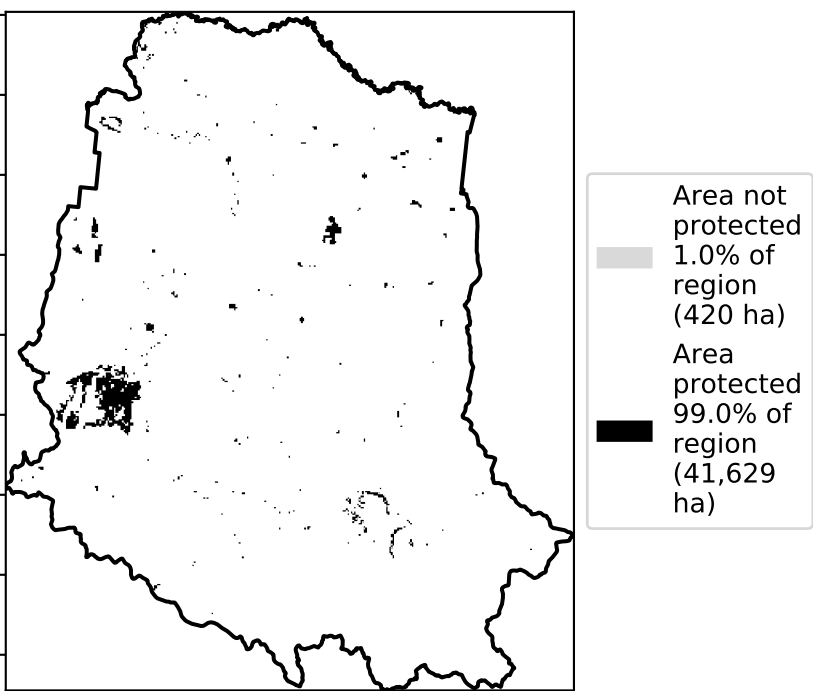 Area not
protected
1.0% of
region
(420 ha)
Area
protected
99.0% of
region
(41,629
ha)